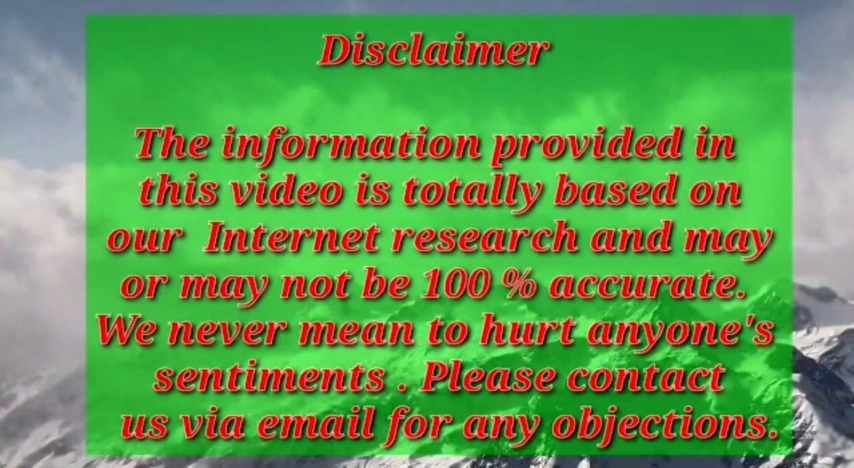 Disclaimer
The information provided in
this video is totally based on
our Internet research and may
or may not be 100 % accurate.
We never mean to hurt anyone's
sentiments . Please contact
us via email for any objections.